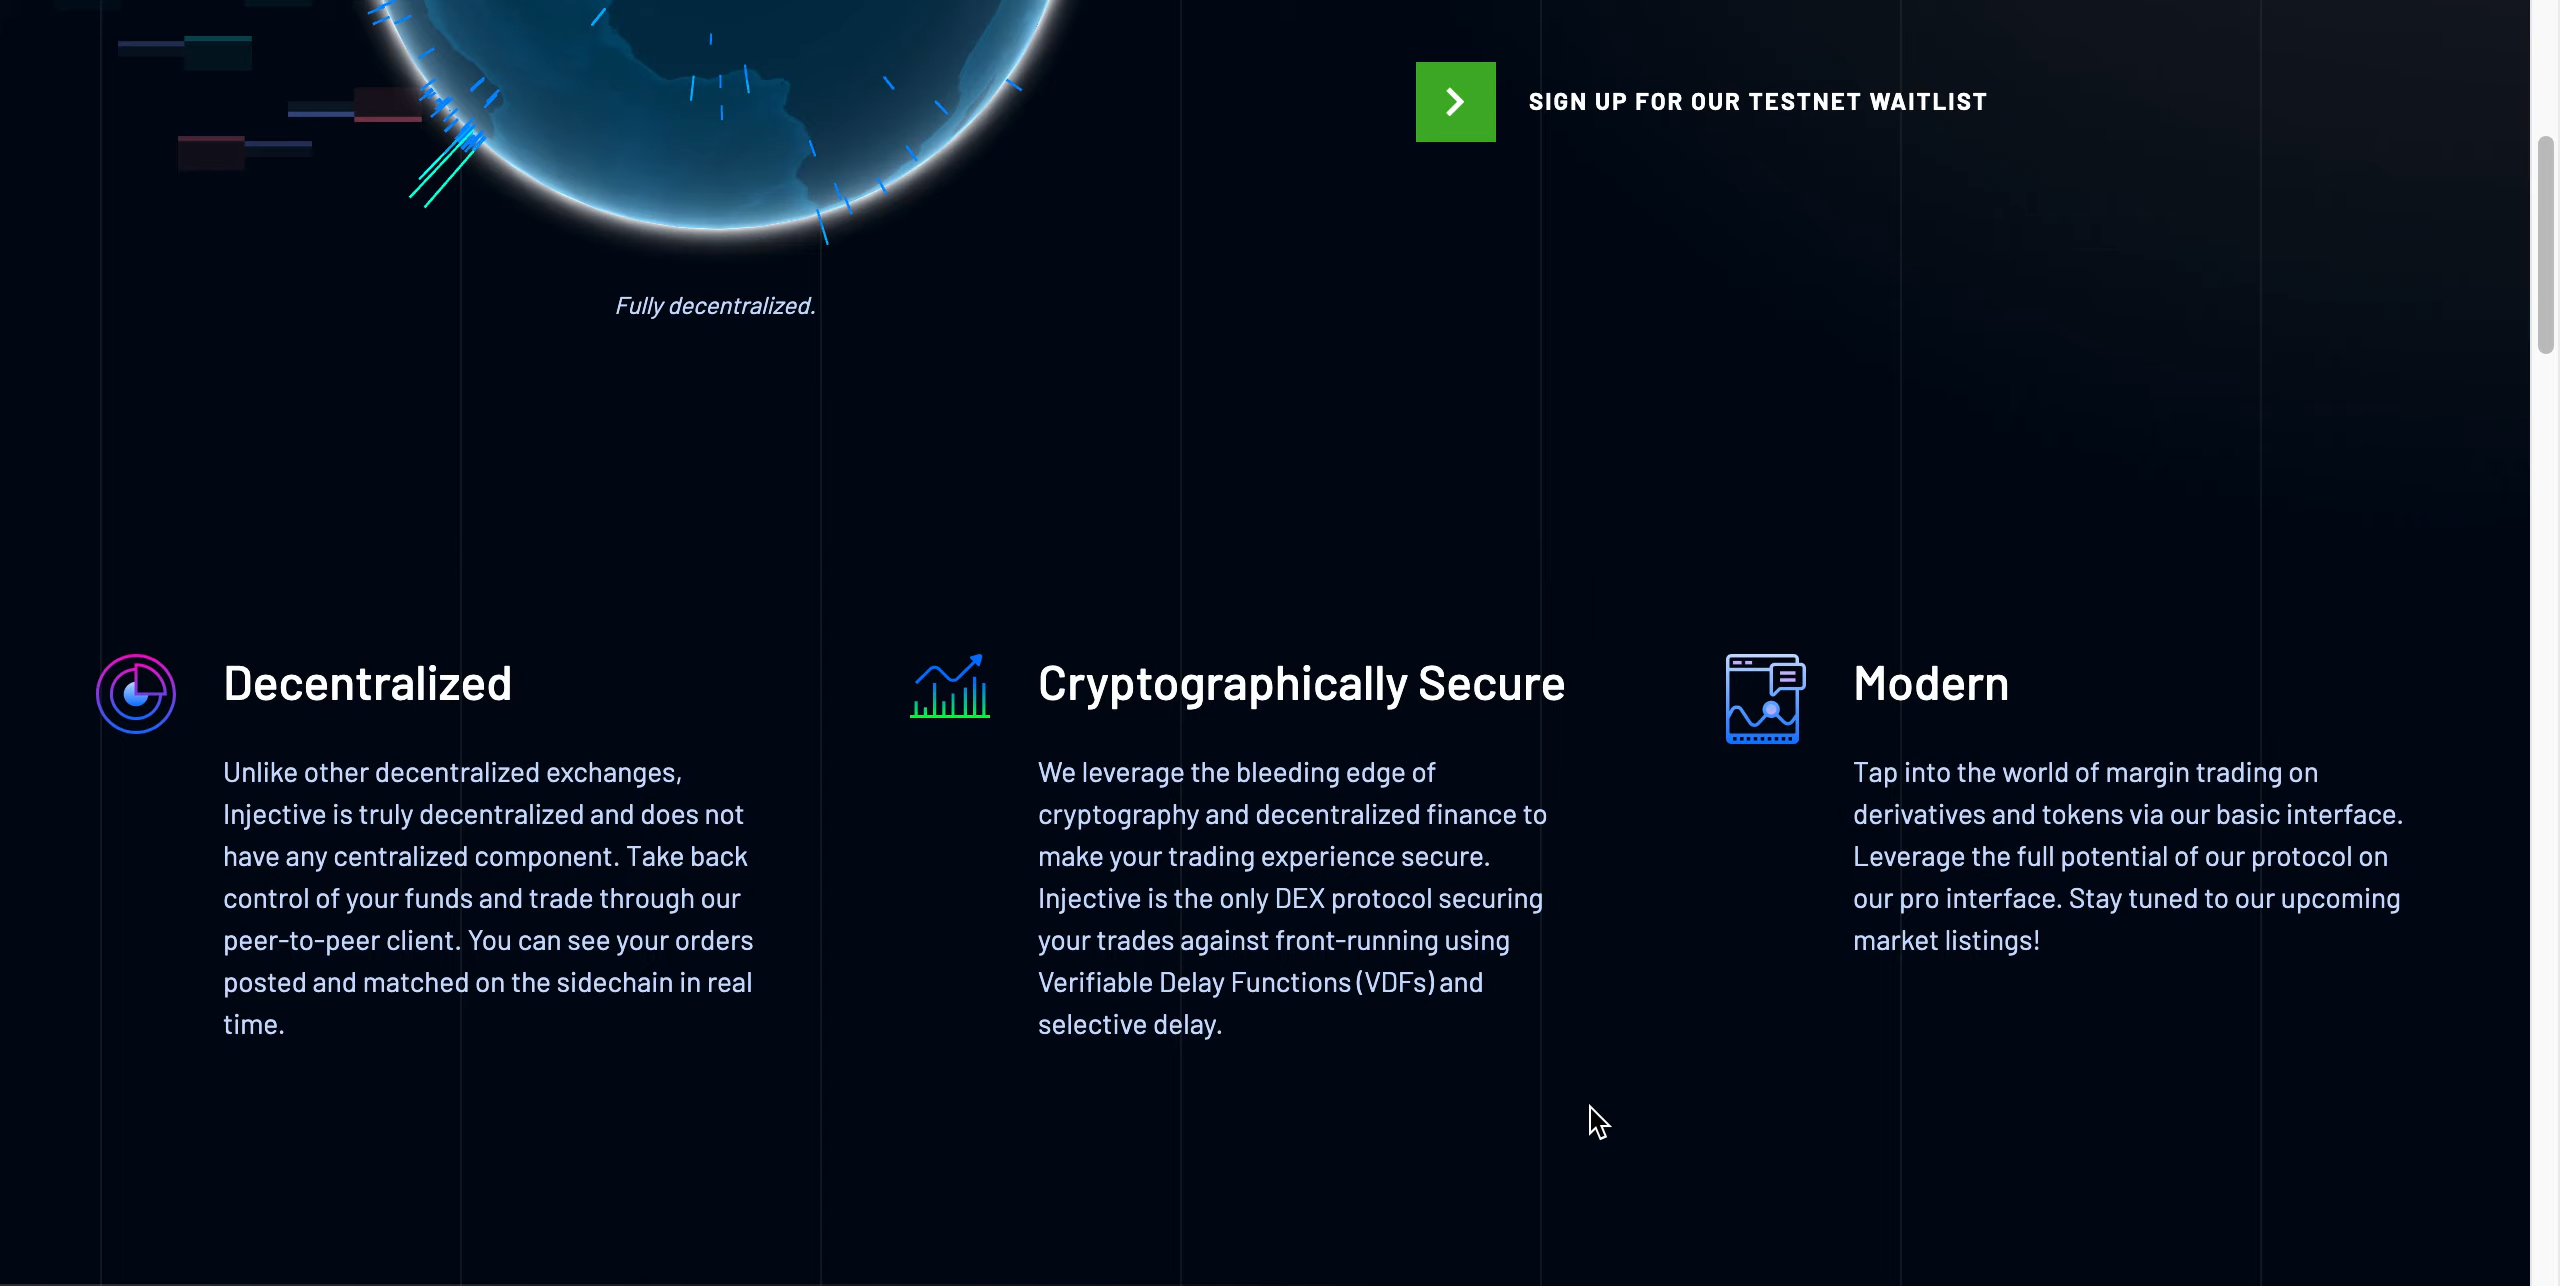 SIGN UP FOR OUR TESTNET WAITLIST
Fully decentralized.
Decentralized
Unlike other decentralized exchanges,
Injective is truly decentralized and does not
have any centralized component. Take back
control of your funds and trade through our
peer-to-peer client. You can see your orders
posted and matched on the sidechain in real
time.
Cryptographically Secure
We leverage the bleeding edge of
cryptography and decentralized finance to
make your trading experience secure.
Injective is the only DEX protocol securing
your trades against front-running using
Verifiable Delay Functions (VDFs) and
selective delay.
Modern
Tap into the world of margin trading on
derivatives and tokens via our basic interface.
Leverage the full potential of our protocol on
our pro interface. Stay tuned to our upcoming
market listings!